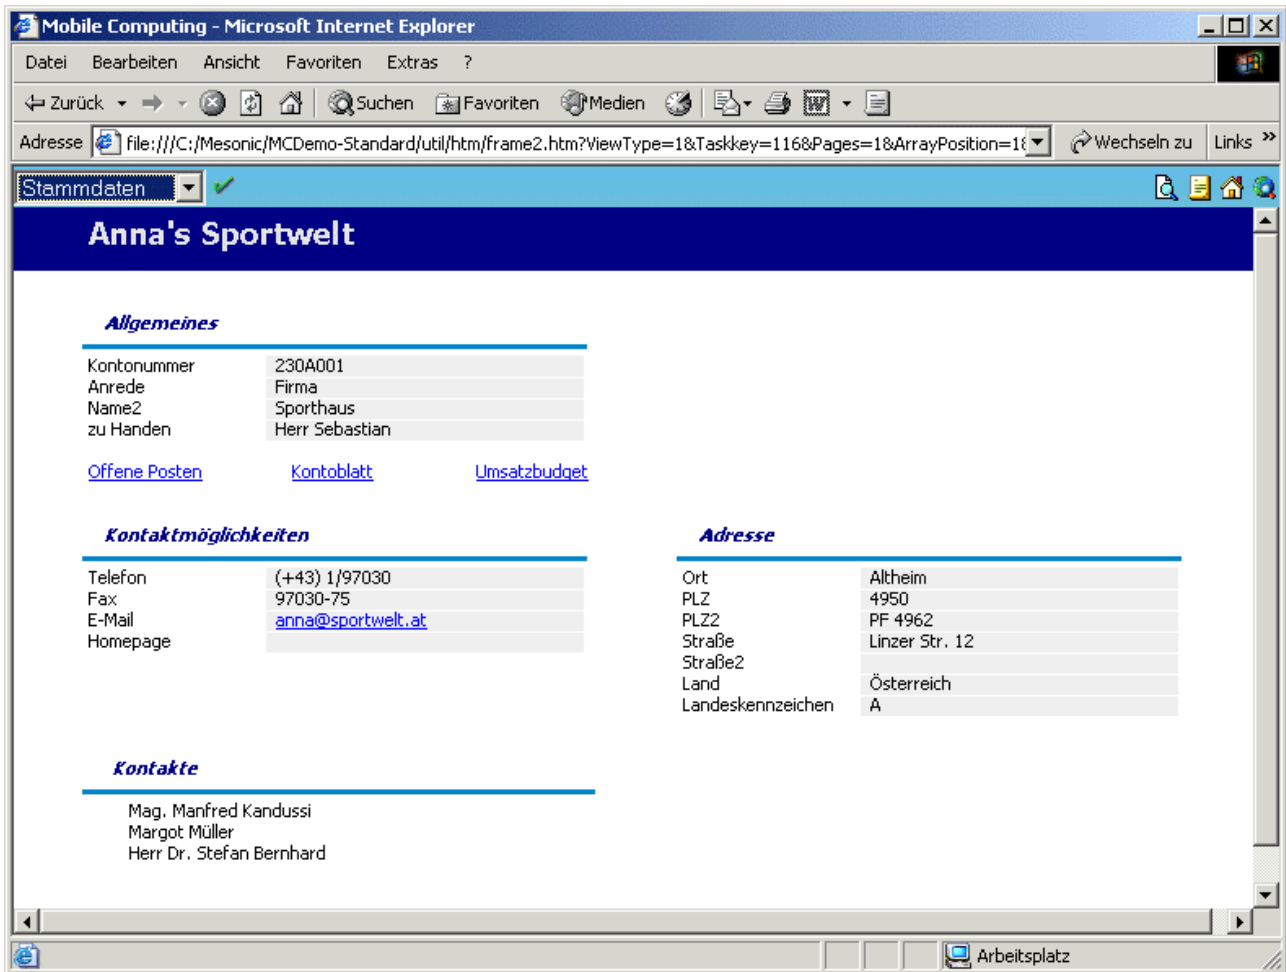 Mobile Computing - Microsoft Internet Explorer
Datei Bearbeiten Ansicht Favoriten Extras ?
Zurück Suchen Favoriten Medien
Adresse file:///C:/Mesonic/MCDemo-Standard/util/htm/frame2.htm?ViewType=1&Taskkey=116&Pages=1&ArrayPosition=1 Wechseln zu Links »
Stammdaten
Anna's Sportwelt
Allgemeines
Kontonummer 230A001
Anrede Firma
Name2 Sporthaus
zu Handen Herr Sebastian
Offene Posten Kontoblatt Umsatzbudget
Kontaktmöglichkeiten
Telefon (+43) 1/97030
Fax 97030-75
E-Mail anna@sportwelt.at
Homepage
Adresse
Ort Altheim
PLZ 4950
PLZ2 PF 4962
Straße Linzer Str. 12
Straße2
Land Österreich
Landeskennzeichen A
Kontakte
Mag. Manfred Kandussi
Margot Müller
Herr Dr. Stefan Bernhard
Arbeitsplatz